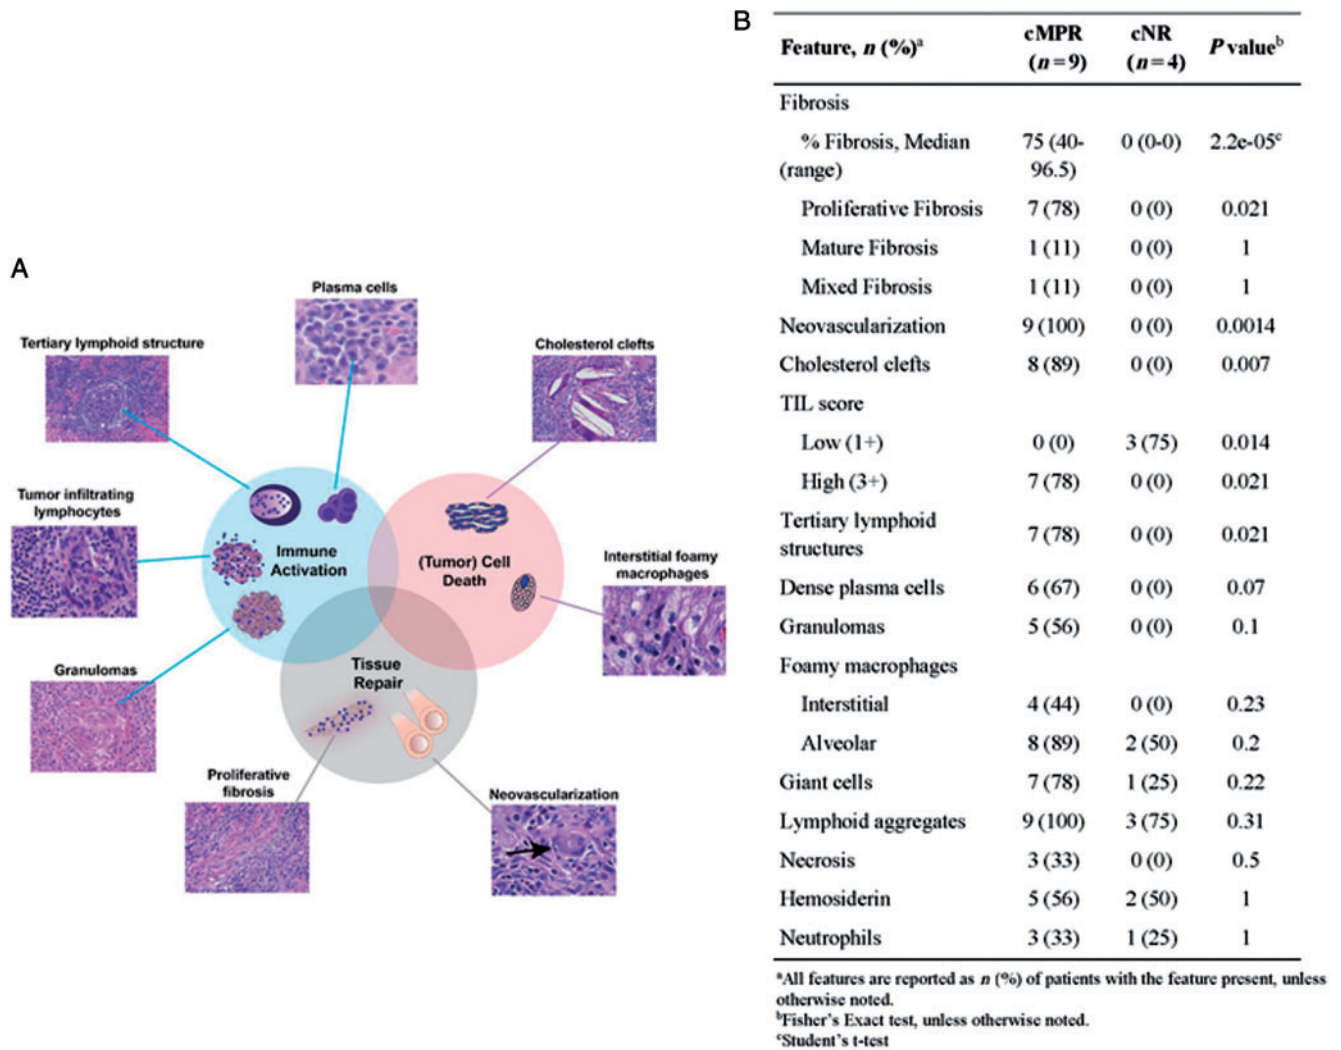 A
Plasma cells
Tertiary lymphoid structure
Cholesterol clefts
Tumor infiltrating
lymphocytes
Immune
Activation
(Tumor) Cell
Death
Interstitial foamy
macrophages
Granulomas
Tissue
Repair
Proliferative
fibrosis
Neovascularization
B
Feature, n (%)ᵃ cMPR (n=9) cNR (n=4) P valueᵇ
Fibrosis
% Fibrosis, Median (range) 75 (40-96.5) 0 (0-0) 2.2e-05ᶜ
Proliferative Fibrosis 7 (78) 0 (0) 0.021
Mature Fibrosis 1 (11) 0 (0) 1
Mixed Fibrosis 1 (11) 0 (0) 1
Neovascularization 9 (100) 0 (0) 0.0014
Cholesterol clefts 8 (89) 0 (0) 0.007
TIL score
Low (1+) 0 (0) 3 (75) 0.014
High (3+) 7 (78) 0 (0) 0.021
Tertiary lymphoid structures 7 (78) 0 (0) 0.021
Dense plasma cells 6 (67) 0 (0) 0.07
Granulomas 5 (56) 0 (0) 0.1
Foamy macrophages
Interstitial 4 (44) 0 (0) 0.23
Alveolar 8 (89) 2 (50) 0.2
Giant cells 7 (78) 1 (25) 0.22
Lymphoid aggregates 9 (100) 3 (75) 0.31
Necrosis 3 (33) 0 (0) 0.5
Hemosiderin 5 (56) 2 (50) 1
Neutrophils 3 (33) 1 (25) 1
ᵃAll features are reported as n (%) of patients with the feature present, unless
otherwise noted.
ᵇFisher's Exact test, unless otherwise noted.
ᶜStudent's t-test